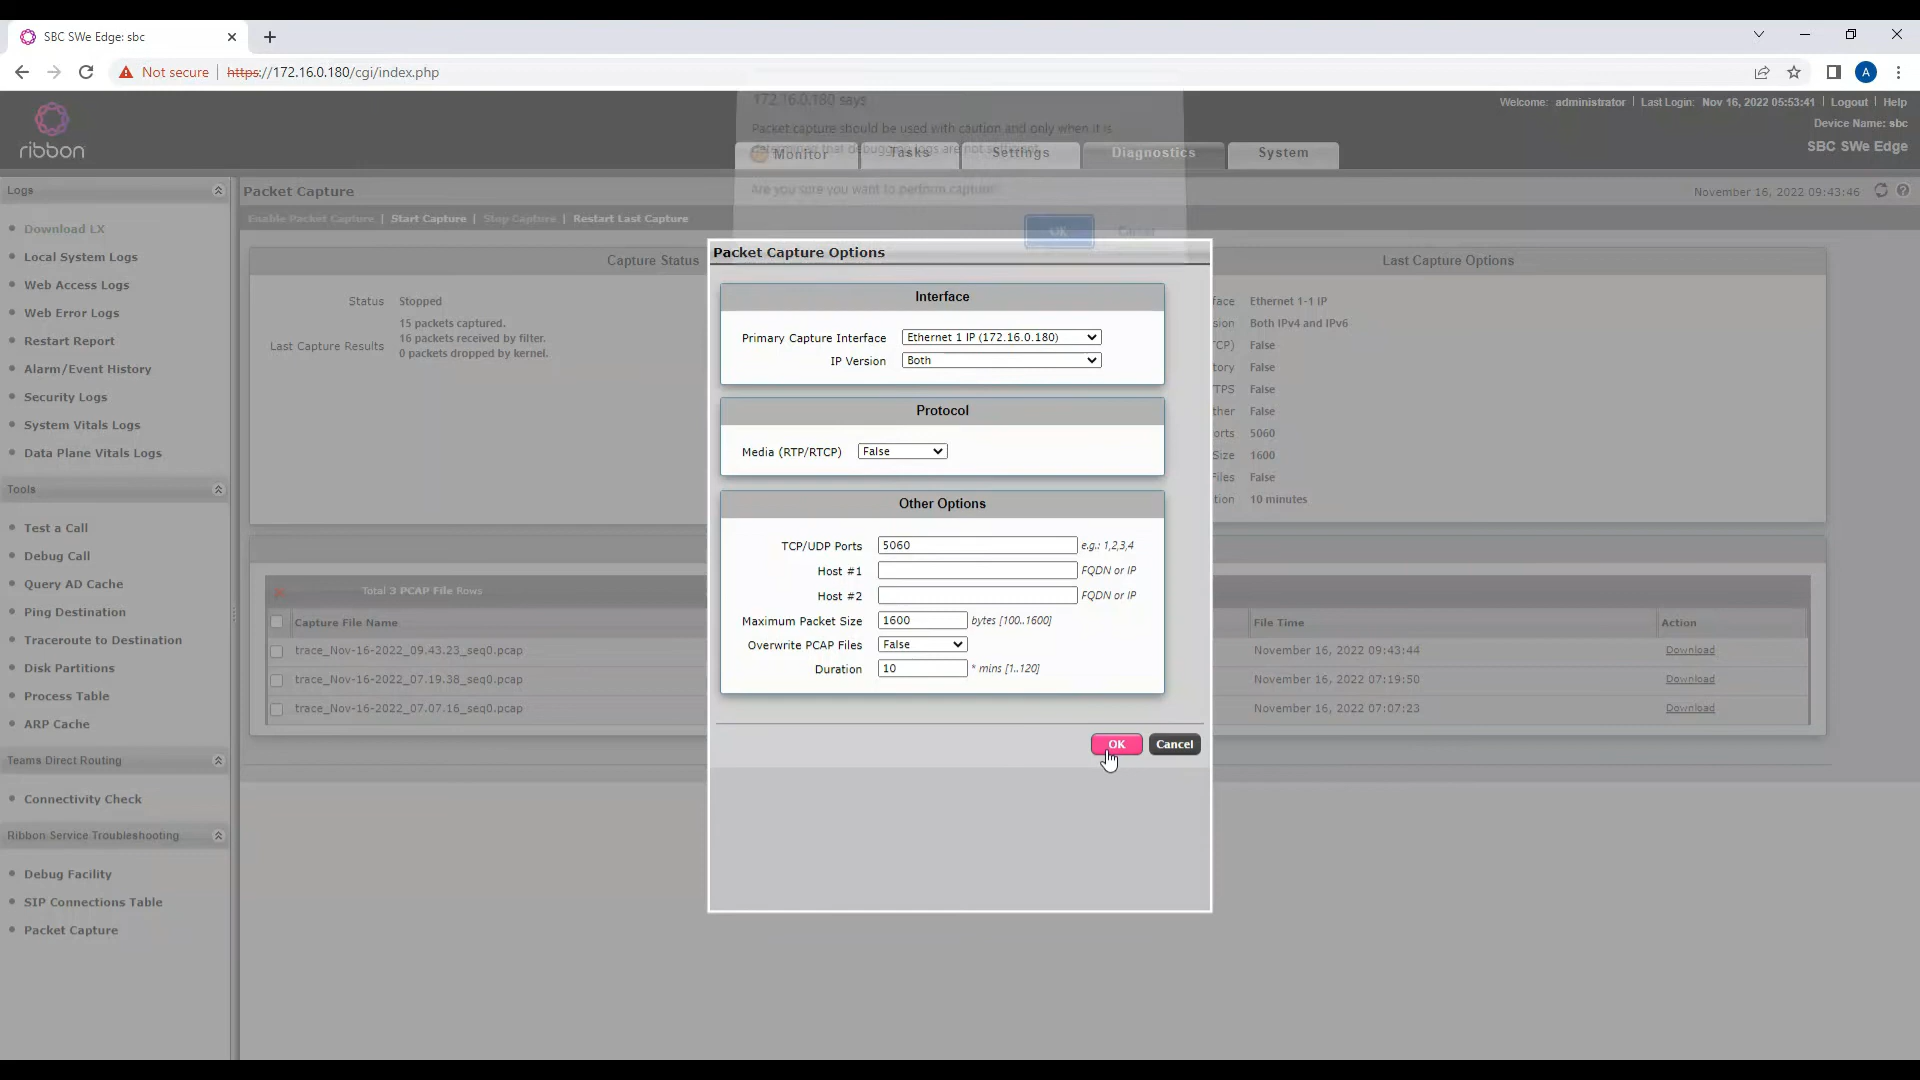 SBC SWe Edge: sbc
Not secure | https://172.16.0.180/cgi/index.php
A
172.16.0.180 says
Packet capture should be used with caution and only when it is
determined that debugging logs are not sufficient.
Are you sure you want to perform capture
OK Cancel
ribbon
Welcome: administrator | Last Login: Nov 16, 2022 05:53:41 | Logout | Help
Device Name: sbc
SBC SWe Edge
Monitor Tasks Settings Diagnostics System
Logs
Download LX
Local System Logs
Web Access Logs
Web Error Logs
Restart Report
Alarm/Event History
Security Logs
System Vitals Logs
Data Plane Vitals Logs
Tools
Test a Call
Debug Call
Query AD Cache
Ping Destination
Traceroute to Destination
Disk Partitions
Process Table
ARP Cache
Teams Direct Routing
Connectivity Check
Ribbon Service Troubleshooting
Debug Facility
SIP Connections Table
Packet Capture
Packet Capture
November 16, 2022 09:43:46
Enable Packet Capture | Start Capture | Stop Capture | Restart Last Capture
Capture Status
Status Stopped
Last Capture Results
15 packets captured.
16 packets received by filter.
0 packets dropped by kernel.
Last Capture Options
face Ethernet 1-1 IP
sion Both IPv4 and IPv6
TCP) False
tory False
TPS False
ther False
orts 5060
Size 1600
Files False
tion 10 minutes
Total 3 PCAP File Rows
Capture File Name File Time Action
trace_Nov-16-2022_09.43.23_seq0.pcap November 16, 2022 09:43:44 Download
trace_Nov-16-2022_07.19.38_seq0.pcap November 16, 2022 07:19:50 Download
trace_Nov-16-2022_07.07.16_seq0.pcap November 16, 2022 07:07:23 Download
Packet Capture Options
Interface
Primary Capture Interface Ethernet 1 IP (172.16.0.180)
IP Version Both
Protocol
Media (RTP/RTCP) False
Other Options
TCP/UDP Ports 5060 e.g.: 1,2,3,4
Host #1 FQDN or IP
Host #2 FQDN or IP
Maximum Packet Size 1600 bytes [100..1600]
Overwrite PCAP Files False
Duration 10 * mins [1..120]
OK Cancel